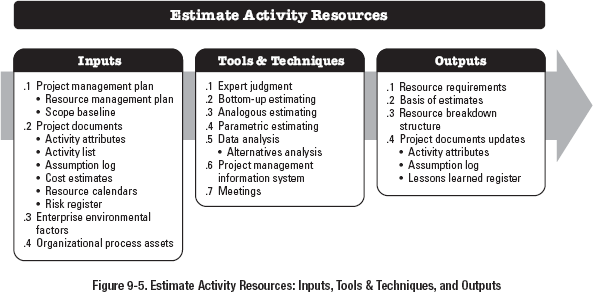 Estimate Activity Resources
Inputs
.1 Project management plan
• Resource management plan
• Scope baseline
.2 Project documents
• Activity attributes
• Activity list
• Assumption log
• Cost estimates
• Resource calendars
• Risk register
.3 Enterprise environmental
factors
.4 Organizational process assets
Tools & Techniques
.1 Expert judgment
.2 Bottom-up estimating
.3 Analogous estimating
.4 Parametric estimating
.5 Data analysis
• Alternatives analysis
.6 Project management
information system
.7 Meetings
Outputs
.1 Resource requirements
.2 Basis of estimates
.3 Resource breakdown
structure
.4 Project documents updates
• Activity attributes
• Assumption log
• Lessons learned register
Figure 9-5. Estimate Activity Resources: Inputs, Tools & Techniques, and Outputs